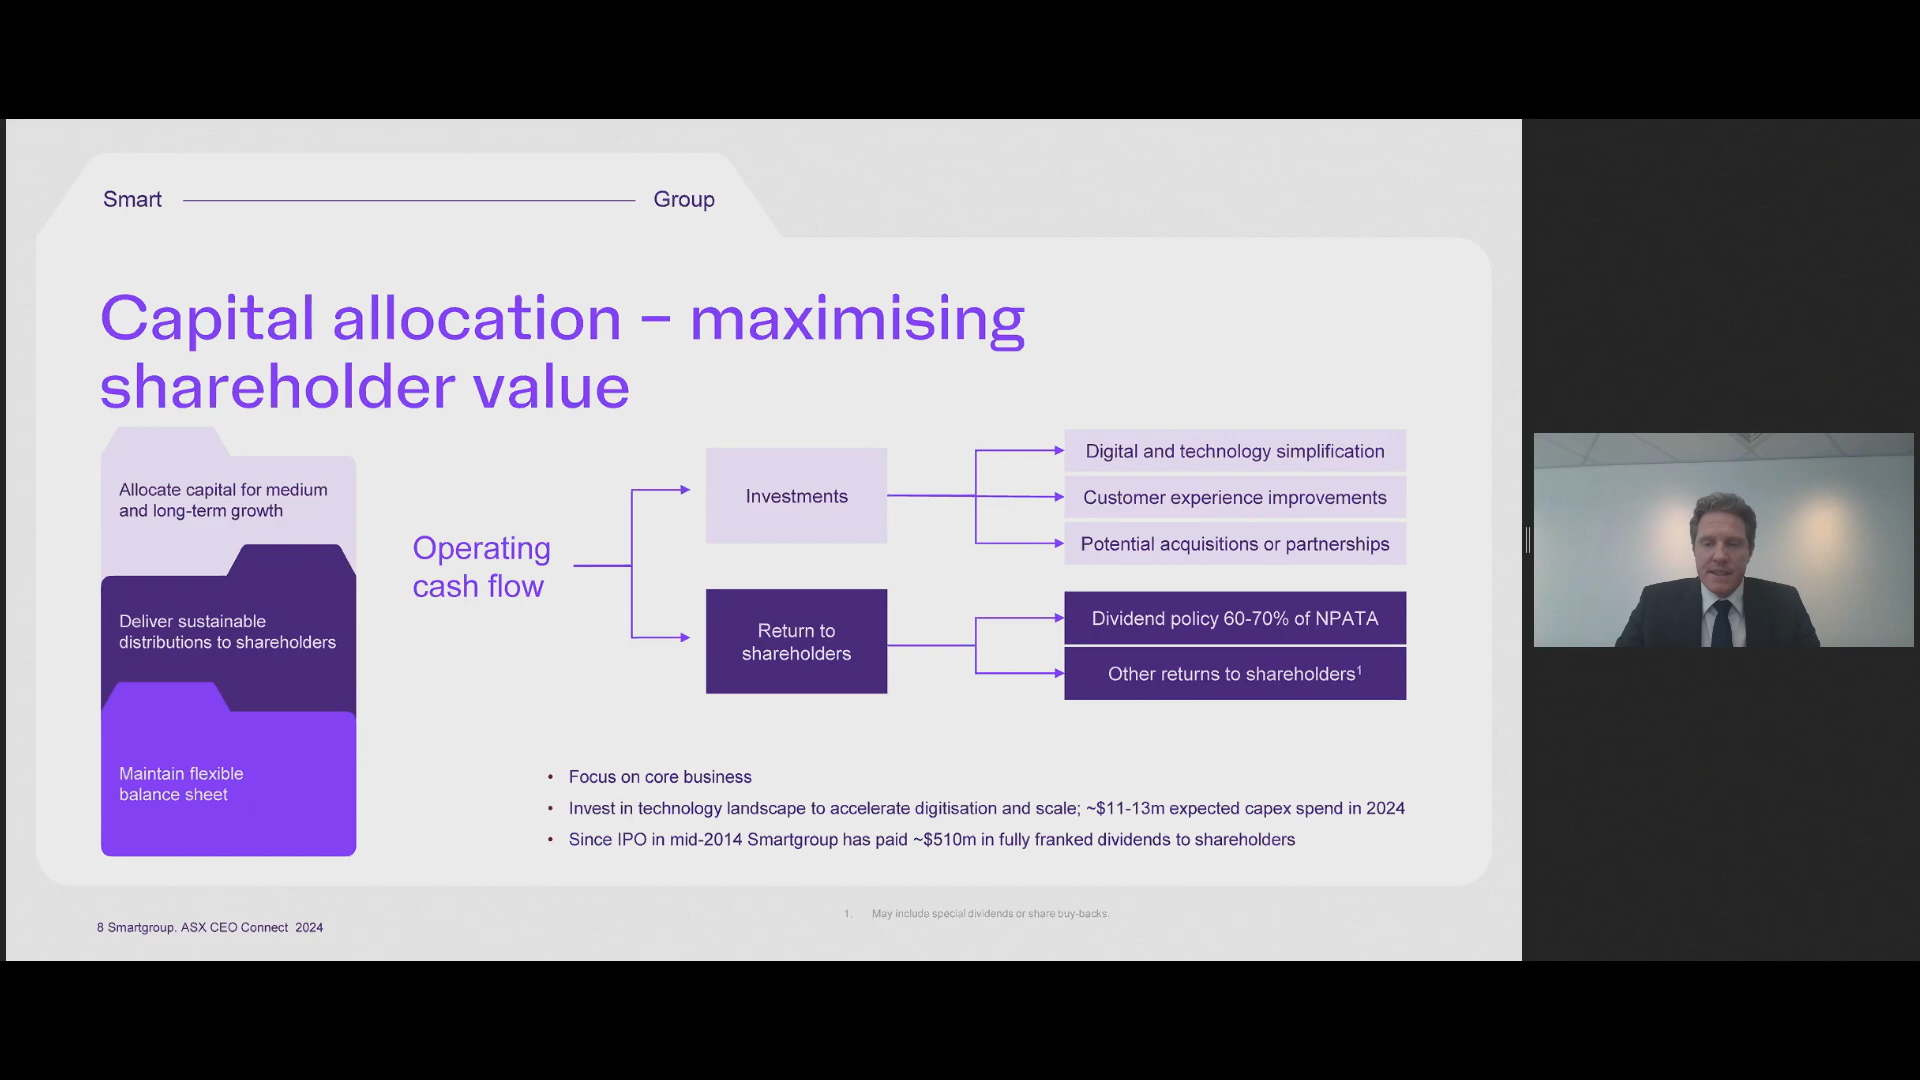 Smart Group
Capital allocation – maximising
shareholder value
Allocate capital for medium
and long-term growth
Deliver sustainable
distributions to shareholders
Maintain flexible
balance sheet
Operating
cash flow
Investments
Return to
shareholders
Digital and technology simplification
Customer experience improvements
Potential acquisitions or partnerships
Dividend policy 60-70% of NPATA
Other returns to shareholders¹
• Focus on core business
• Invest in technology landscape to accelerate digitisation and scale; ~$11-13m expected capex spend in 2024
• Since IPO in mid-2014 Smartgroup has paid ~$510m in fully franked dividends to shareholders
1. May include special dividends or share buy-backs.
8 Smartgroup. ASX CEO Connect 2024